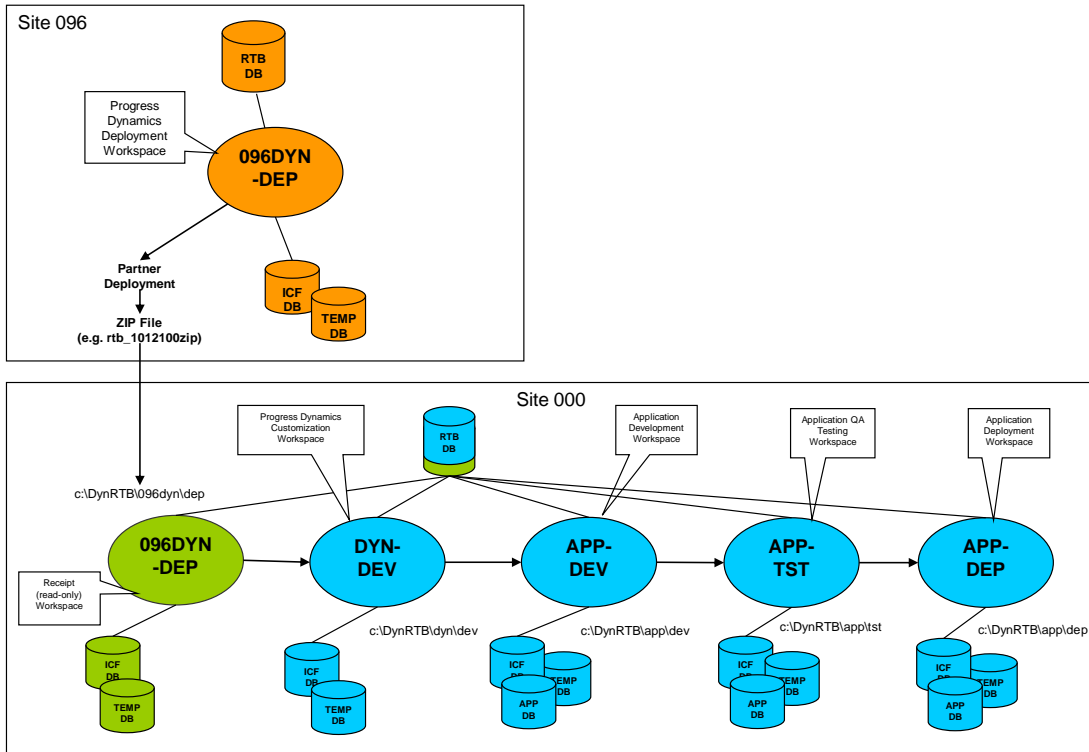 Site 096
RTB
DB
Progress
Dynamics
Deployment
Workspace
096DYN
-DEP
Partner
Deployment
ZIP File
(e.g. rtb_1012100zip)
ICF
DB
TEMP
DB
Site 000
Progress Dynamics
Customization
Workspace
RTB
DB
Application
Development
Workspace
Application QA
Testing
Workspace
Application
Deployment
Workspace
c:\DynRTB\096dyn\dep
096DYN
-DEP
DYN-
DEV
APP-
DEV
APP-
TST
APP-
DEP
Receipt
(read-only)
Workspace
c:\DynRTB\dyn\dev
c:\DynRTB\app\dev
c:\DynRTB\app\tst
c:\DynRTB\app\dep
ICF
DB
TEMP
DB
ICF
DB
TEMP
DB
ICF
DB
TEMP
DB
APP
DB
ICF
DB
TEMP
DB
APP
DB
ICF
DB
TEMP
DB
APP
DB